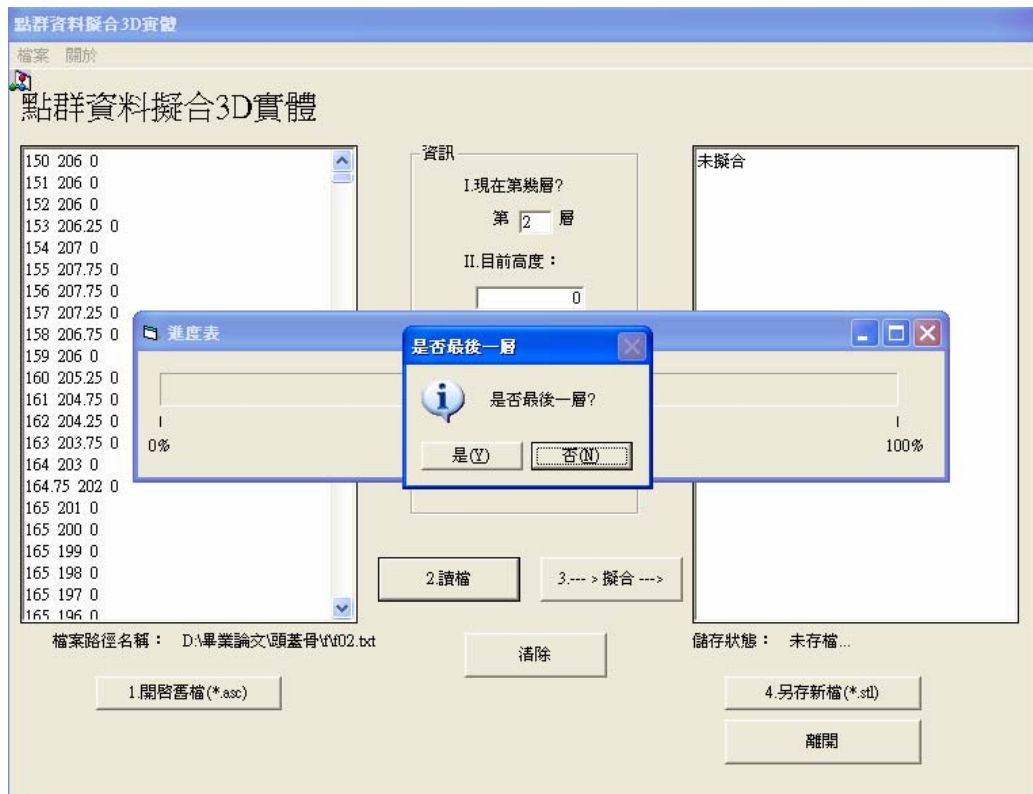 點群資料擬合3D實體
檔案 關於
點群資料擬合3D實體
150 206 0
151 206 0
152 206 0
153 206.25 0
154 207 0
155 207.75 0
156 207.75 0
157 207.25 0
158 206.75 0
159 206 0
160 205.25 0
161 204.75 0
162 204.25 0
163 203.75 0
164 203 0
164.75 202 0
165 201 0
165 200 0
165 199 0
165 198 0
165 197 0
165 196 0
資訊
I.現在第幾層?
第 2 層
II.目前高度：
0
未擬合
進度表
0%
100%
是否最後一層
是否最後一層?
是(Y)
否(N)
2.讀檔
3.--- > 擬合 --->
檔案路徑名稱： D:\畢業論文\頭蓋骨\f\f02.txt
清除
儲存狀態： 未存檔...
1.開啓舊檔(*.asc)
4.另存新檔(*.stl)
離開